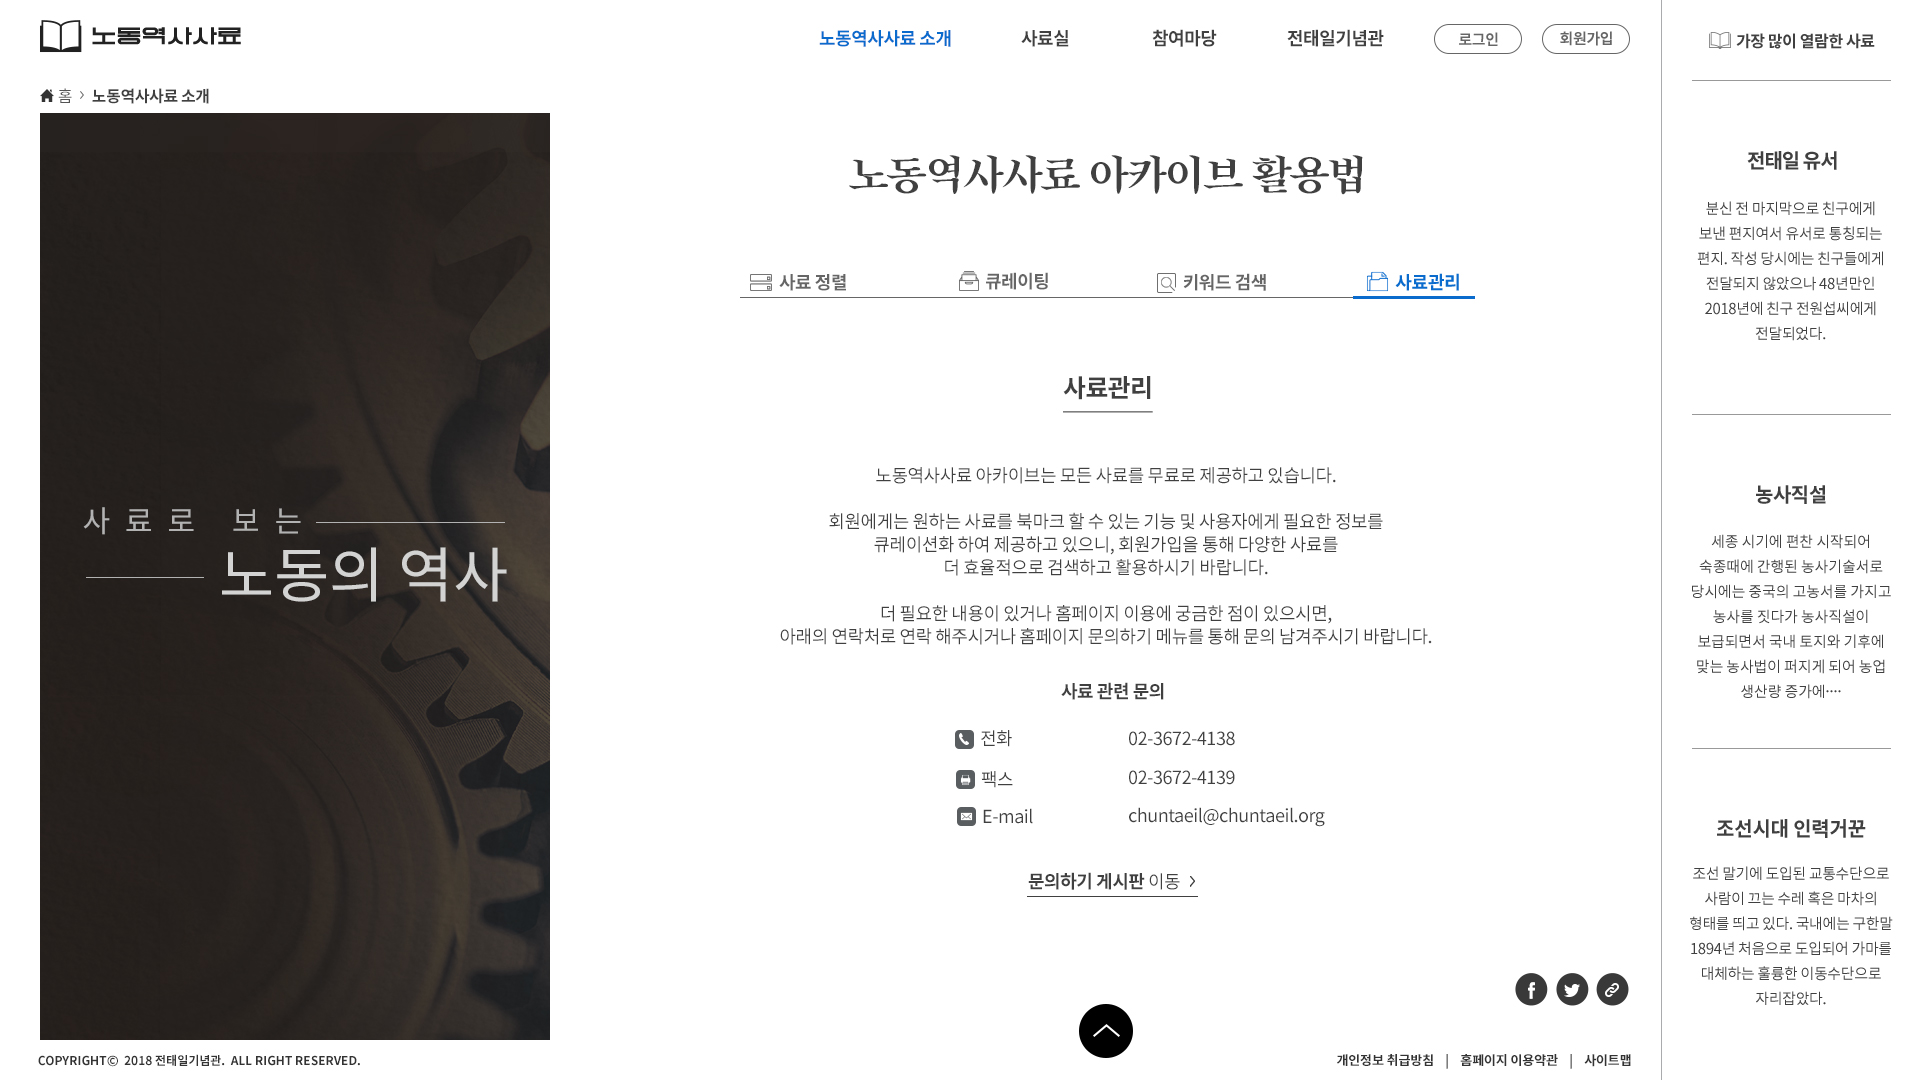 노동역사사료
노동역사사료 소개
사료실
참여마당
전태일기념관
로그인
회원가입
홈 > 노동역사사료 소개
사료로 보는
노동의 역사
노동역사사료 아카이브 활용법
사료 정렬
큐레이팅
키워드 검색
사료관리
사료관리
노동역사사료 아카이브는 모든 사료를 무료로 제공하고 있습니다.
회원에게는 원하는 사료를 북마크 할 수 있는 기능 및 사용자에게 필요한 정보를
큐레이션화 하여 제공하고 있으니, 회원가입을 통해 다양한 사료를
더 효율적으로 검색하고 활용하시기 바랍니다.
더 필요한 내용이 있거나 홈페이지 이용에 궁금한 점이 있으시면,
아래의 연락처로 연락 해주시거나 홈페이지 문의하기 메뉴를 통해 문의 남겨주시기 바랍니다.
사료 관련 문의
전화 02-3672-4138
팩스 02-3672-4139
E-mail chuntaeil@chuntaeil.org
문의하기 게시판 이동 >
가장 많이 열람한 사료
전태일 유서
분신 전 마지막으로 친구에게
보낸 편지여서 유서로 통칭되는
편지. 작성 당시에는 친구들에게
전달되지 않았으나 48년만인
2018년에 친구 전원섭씨에게
전달되었다.
농사직설
세종 시기에 편찬 시작되어
숙종때에 간행된 농사기술서로
당시에는 중국의 고농서를 가지고
농사를 짓다가 농사직설이
보급되면서 국내 토지와 기후에
맞는 농사법이 퍼지게 되어 농업
생산량 증가에····
조선시대 인력거꾼
조선 말기에 도입된 교통수단으로
사람이 끄는 수레 혹은 마차의
형태를 띄고 있다. 국내에는 구한말
1894년 처음으로 도입되어 가마를
대체하는 훌륭한 이동수단으로
자리잡았다.
COPYRIGHT© 2018 전태일기념관. ALL RIGHT RESERVED.
개인정보 취급방침 | 홈페이지 이용약관 | 사이트맵